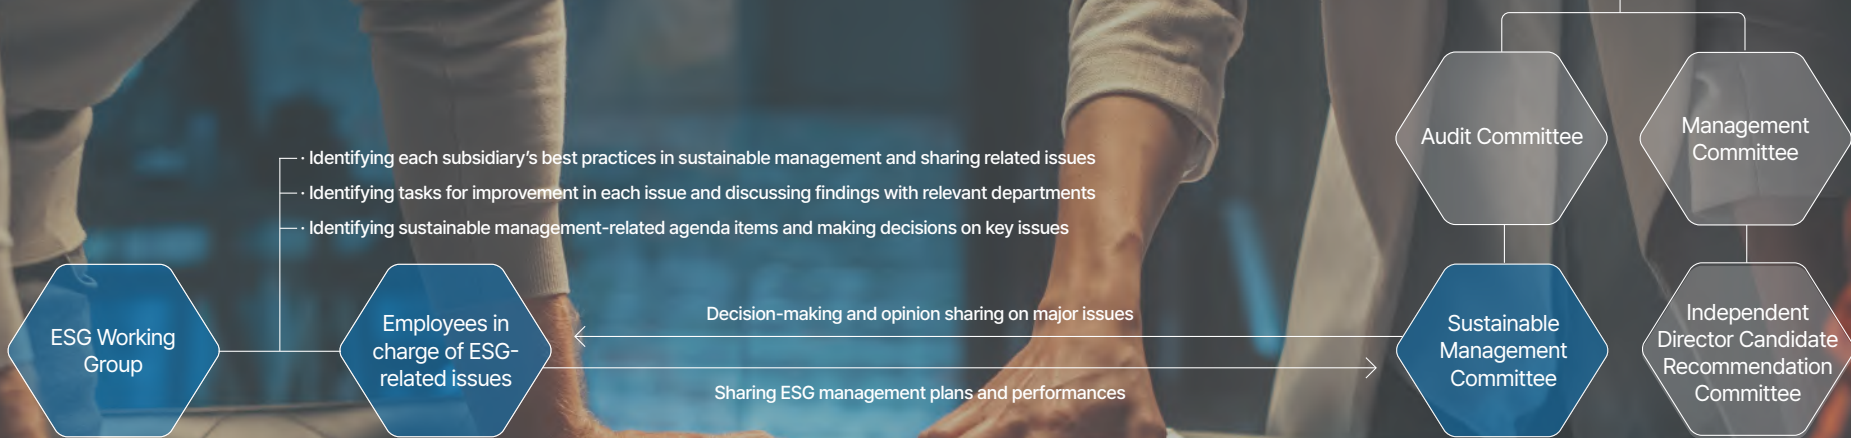 · Identifying each subsidiary’s best practices in sustainable management and sharing related issues
· Identifying tasks for improvement in each issue and discussing findings with relevant departments
· Identifying sustainable management-related agenda items and making decisions on key issues
ESG Working
Group
Employees in
charge of ESG-
related issues
Decision-making and opinion sharing on major issues
Sharing ESG management plans and performances
Audit Committee
Management
Committee
Sustainable
Management
Committee
Independent
Director Candidate
Recommendation
Committee